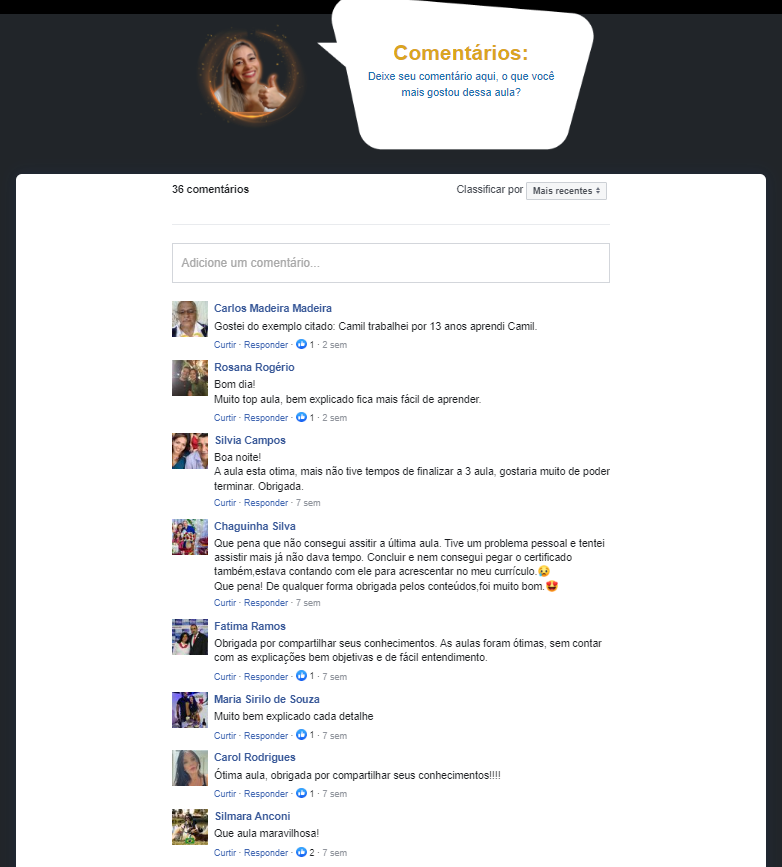 Comentários:
Deixe seu comentário aqui, o que você
mais gostou dessa aula?
36 comentários
Classificar por Mais recentes
Adicione um comentário...
Carlos Madeira Madeira
Gostei do exemplo citado: Camil trabalhei por 13 anos aprendi Camil.
Curtir · Responder · 1 · 2 sem
Rosana Rogério
Bom dia!
Muito top aula, bem explicado fica mais fácil de aprender.
Curtir · Responder · 1 · 2 sem
Silvia Campos
Boa noite!
A aula esta otima, mais não tive tempos de finalizar a 3 aula, gostaria muito de poder
terminar. Obrigada.
Curtir · Responder · 7 sem
Chaguinha Silva
Que pena que não consegui assitir a última aula. Tive um problema pessoal e tentei
assistir mais já não dava tempo. Concluir e nem consegui pegar o certificado
também,estava contando com ele para acrescentar no meu currículo.😢
Que pena! De qualquer forma obrigada pelos conteúdos,foi muito bom.😍
Curtir · Responder · 7 sem
Fatima Ramos
Obrigada por compartilhar seus conhecimentos. As aulas foram ótimas, sem contar
com as explicações bem objetivas e de fácil entendimento.
Curtir · Responder · 1 · 7 sem
Maria Sirilo de Souza
Muito bem explicado cada detalhe
Curtir · Responder · 1 · 7 sem
Carol Rodrigues
Ótima aula, obrigada por compartilhar seus conhecimentos!!!!
Curtir · Responder · 1 · 7 sem
Silmara Anconi
Que aula maravilhosa!
Curtir · Responder · 2 · 7 sem